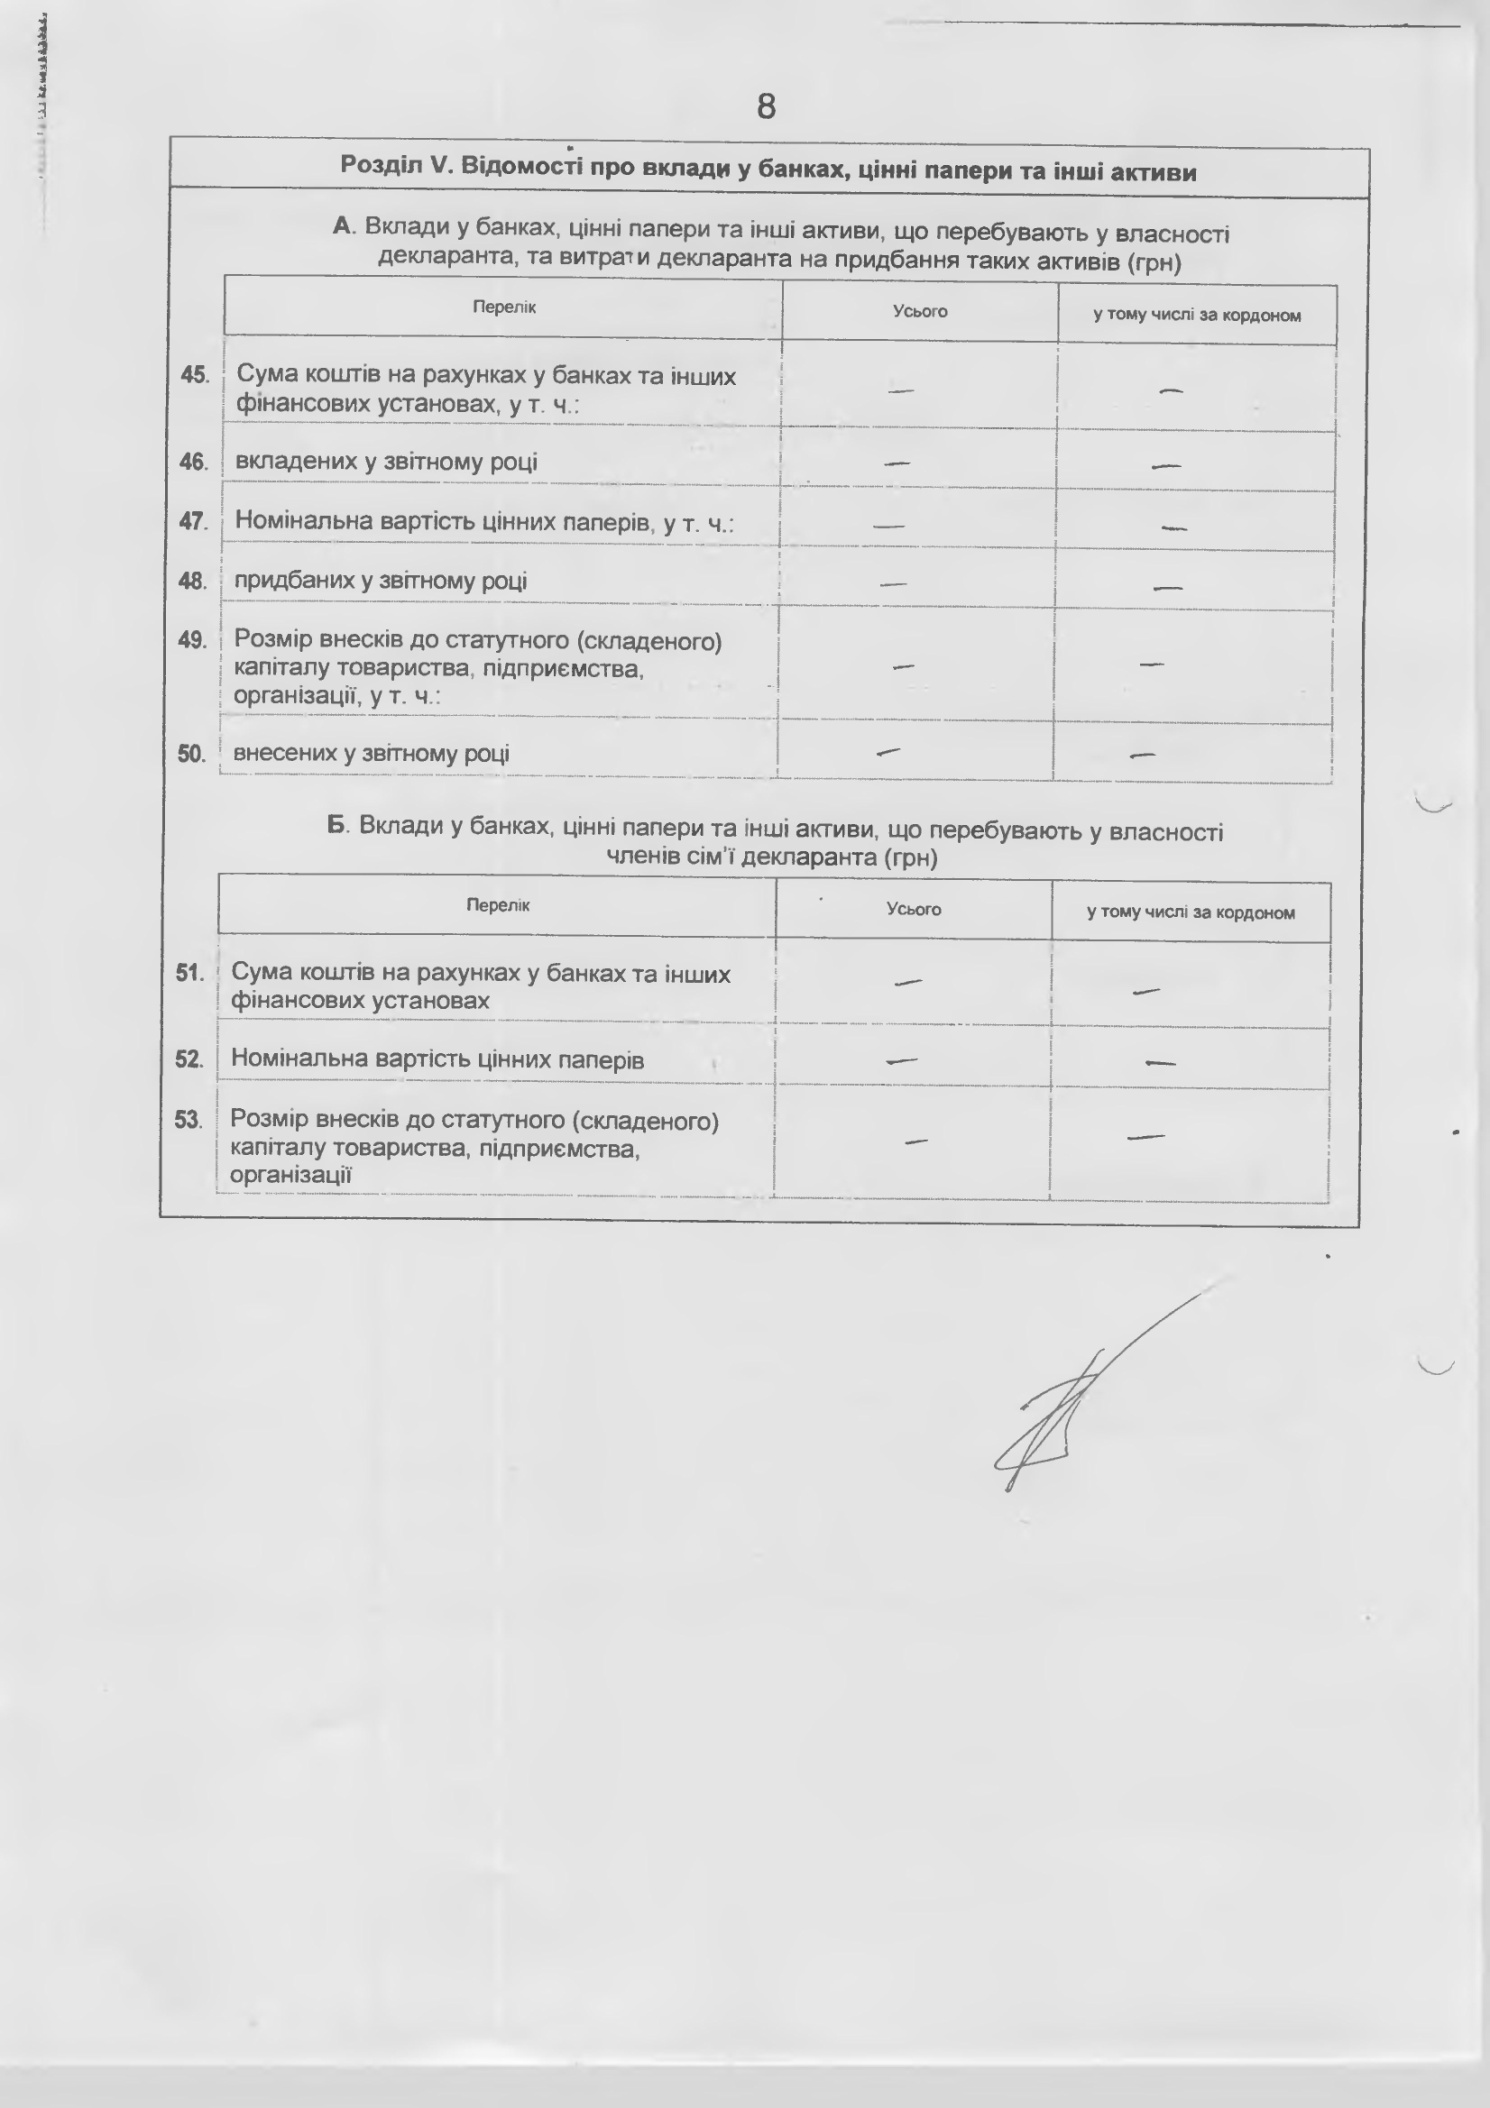 8
Розділ V. Відомості про вклади у банках, цінні папери та інші активи
А. Вклади у банках, цінні папери та інші активи, що перебувають у власності
декларанта, та витрати декларанта на придбання таких активів (грн)
Перелік Усього у тому числі за кордоном
45. Сума коштів на рахунках у банках та інших
фінансових установах, у т. ч.: — —
46. вкладених у звітному році — —
47. Номінальна вартість цінних паперів, у т. ч.: — —
48. придбаних у звітному році — —
49. Розмір внесків до статутного (складеного)
капіталу товариства, підприємства, — —
організації, у т. ч.:
50. внесених у звітному році — —
Б. Вклади у банках, цінні папери та інші активи, що перебувають у власності
членів сім'ї декларанта (грн)
Перелік Усього у тому числі за кордоном
51. Сума коштів на рахунках у банках та інших
фінансових установах — —
52. Номінальна вартість цінних паперів — —
53. Розмір внесків до статутного (складеного)
капіталу товариства, підприємства, — —
організації